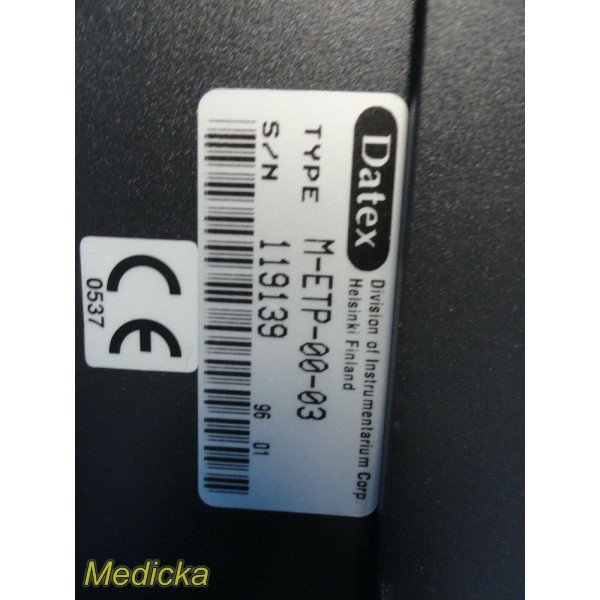 Datex
Division of Instrumentarium Corp.
Helsinki Finland
TYPE M-ETP-00-03
S/N 119139
96 01
CE
0537
Medicka